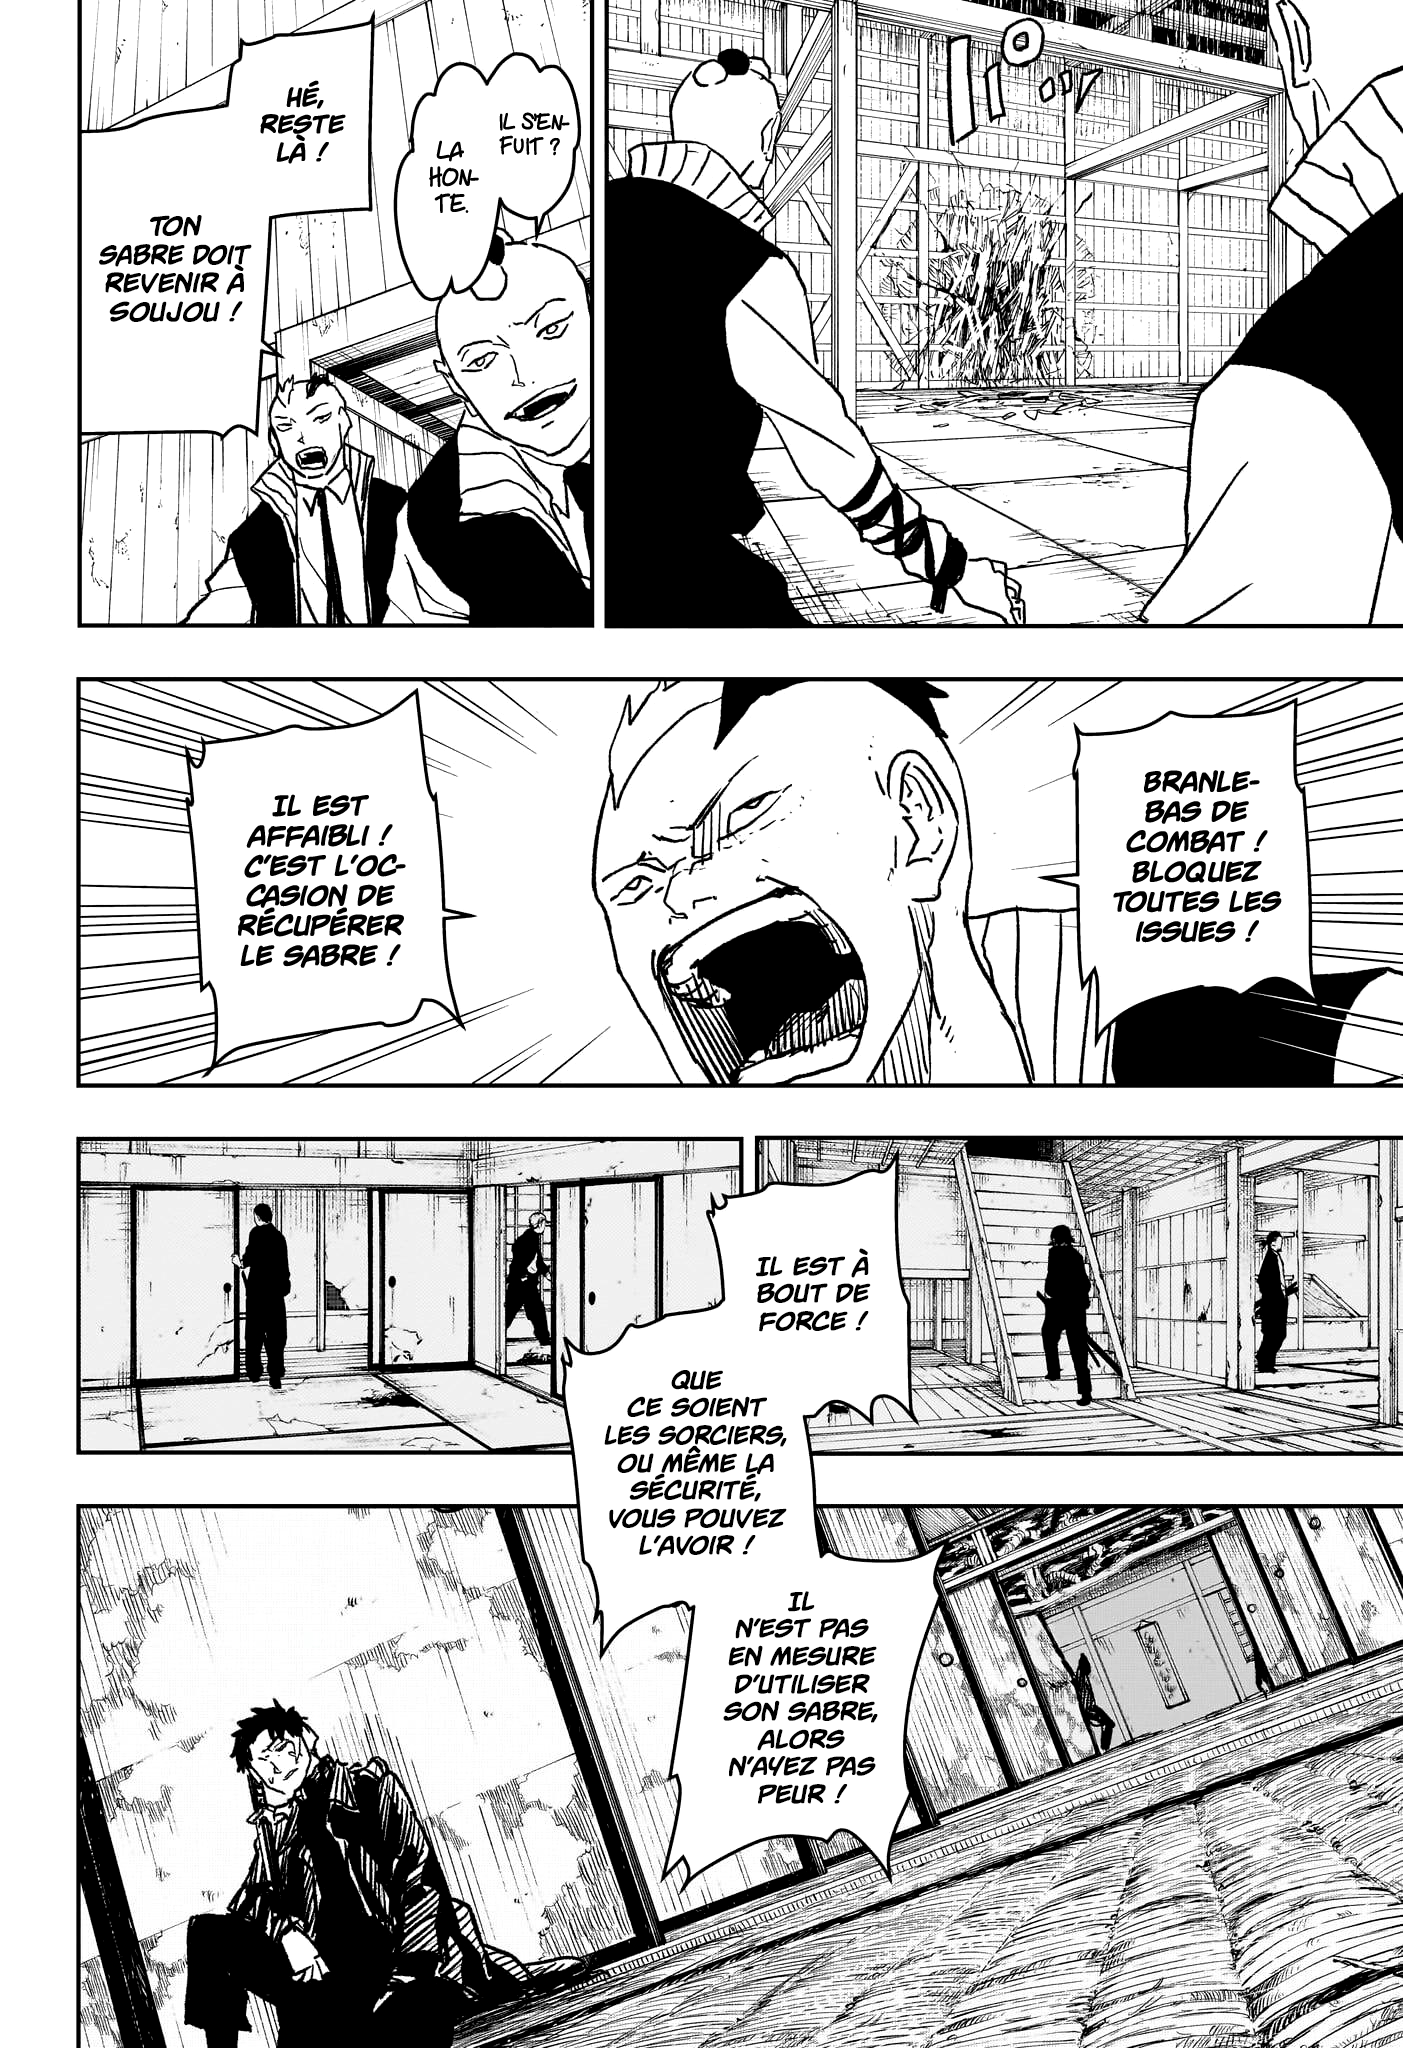 パ°…ッ
IL S'EN-
FUIT ?
LA
HON-
TE.
HÉ,
RESTE
LÀ !
TON
SABRE DOIT
REVENIR À
SOUJOU !
BRANLE-
BAS DE
COMBAT !
BLOQUEZ
TOUTES LES
ISSUES !
IL EST
AFFAIBLI !
C'EST L'OC-
CASION DE
RÉCUPÉRER
LE SABRE !
IL EST À
BOUT DE
FORCE !
QUE
CE SOIENT
LES SORCIERS,
OU MÊME LA
SÉCURITÉ,
VOUS POUVEZ
L'AVOIR !
IL
N'EST PAS
EN MESURE
D'UTILISER
SON SABRE,
ALORS
N'AYEZ PAS
PEUR !